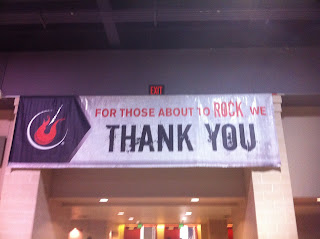 EXIT
FOR THOSE ABOUT TO ROCK WE
THANK YOU